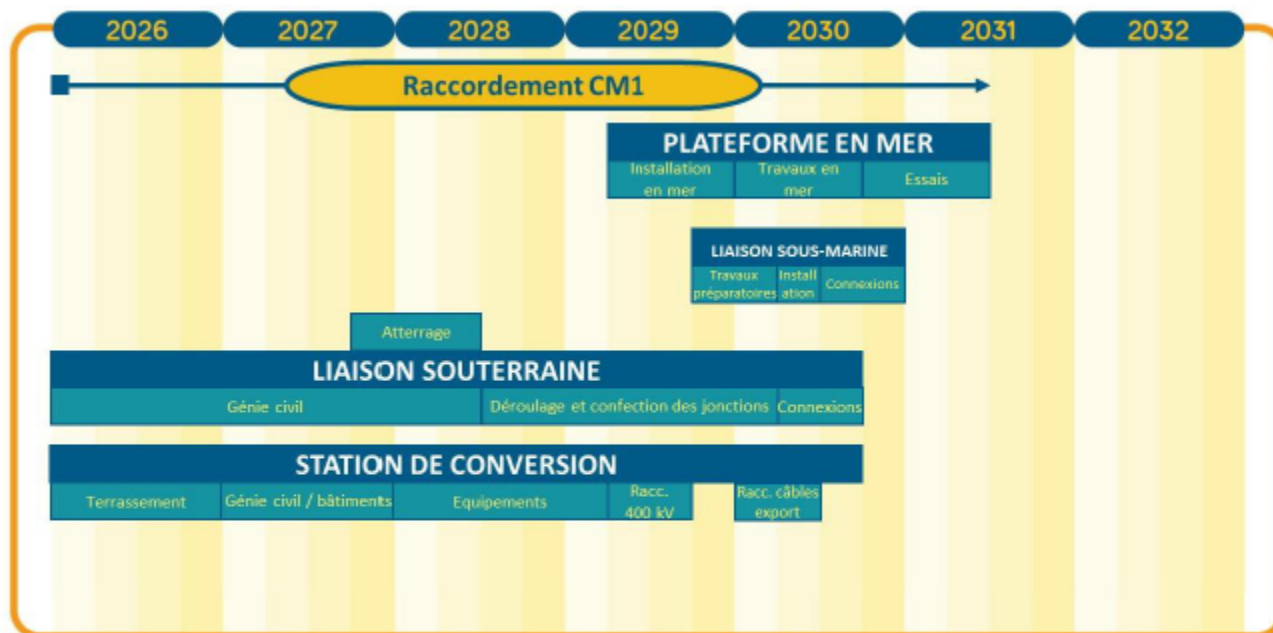 2026 2027 2028 2029 2030 2031 2032
Raccordement CM1
PLATEFORME EN MER
Installation
en mer
Travaux en
mer
Essais
LIAISON SOUS-MARINE
Travaux
préparatoires
Install
ation
Connexions
Atterrage
LIAISON SOUTERRAINE
Génie civil
Déroulage et confection des jonctions
Connexions
STATION DE CONVERSION
Terrassement
Génie civil / bâtiments
Equipements
Racc.
400 kV
Racc. câbles
export